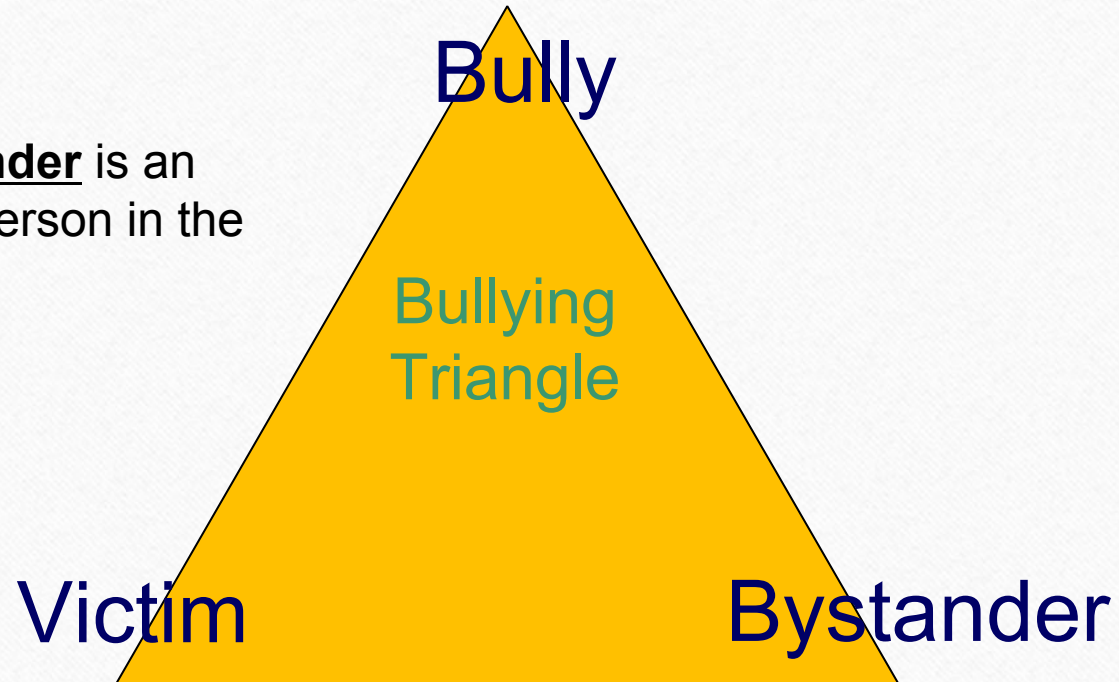 Bully
nder is an
erson in the
Bullying
Triangle
Victim
Bystander